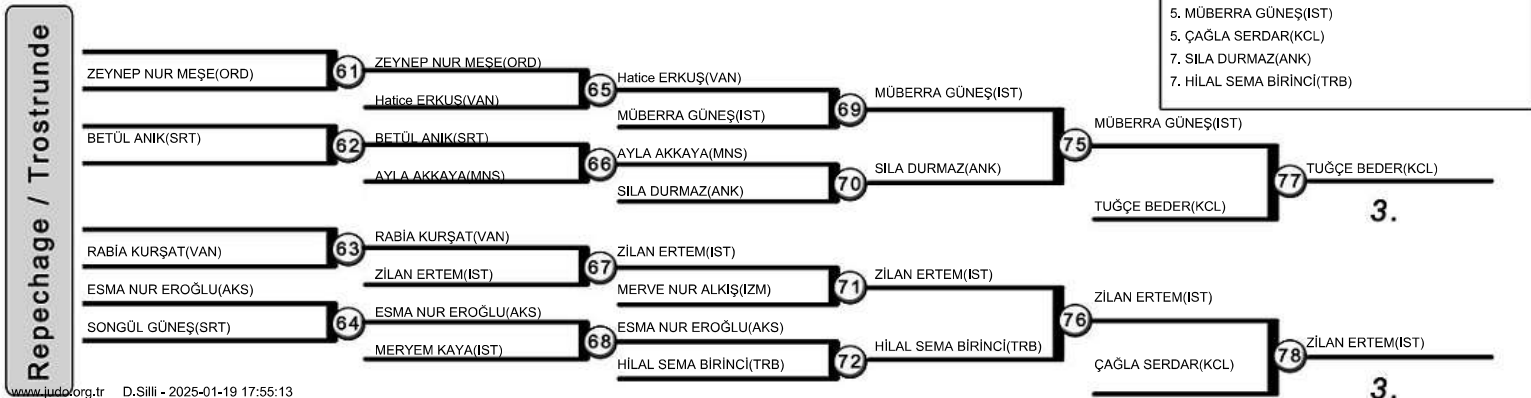 5. MÜBERRA GÜNEŞ(IST)
5. ÇAĞLA SERDAR(KCL)
7. SILA DURMAZ(ANK)
7. HİLAL SEMA BİRİNCİ(TRB)
Repechage / Trostrunde
ZEYNEP NUR MEŞE(ORD)
61
BETÜL ANIK(SRT)
62
RABİA KURŞAT(VAN)
63
ESMA NUR EROĞLU(AKS)
SONGÜL GÜNEŞ(SRT)
64
ZEYNEP NUR MEŞE(ORD)
Hatice ERKUŞ(VAN)
65
BETÜL ANIK(SRT)
AYLA AKKAYA(MNS)
66
RABİA KURŞAT(VAN)
ZİLAN ERTEM(IST)
67
ESMA NUR EROĞLU(AKS)
MERYEM KAYA(IST)
68
Hatice ERKUŞ(VAN)
MÜBERRA GÜNEŞ(IST)
69
AYLA AKKAYA(MNS)
SILA DURMAZ(ANK)
70
ZİLAN ERTEM(IST)
MERVE NUR ALKIŞ(IZM)
71
ESMA NUR EROĞLU(AKS)
HİLAL SEMA BİRİNCİ(TRB)
72
MÜBERRA GÜNEŞ(IST)
SILA DURMAZ(ANK)
75
ZİLAN ERTEM(IST)
HİLAL SEMA BİRİNCİ(TRB)
76
MÜBERRA GÜNEŞ(IST)
TUĞÇE BEDER(KCL)
77
ZİLAN ERTEM(IST)
ÇAĞLA SERDAR(KCL)
78
TUĞÇE BEDER(KCL)
3.
ZİLAN ERTEM(IST)
3.
www.judo.org.tr D.Silli - 2025-01-19 17:55:13